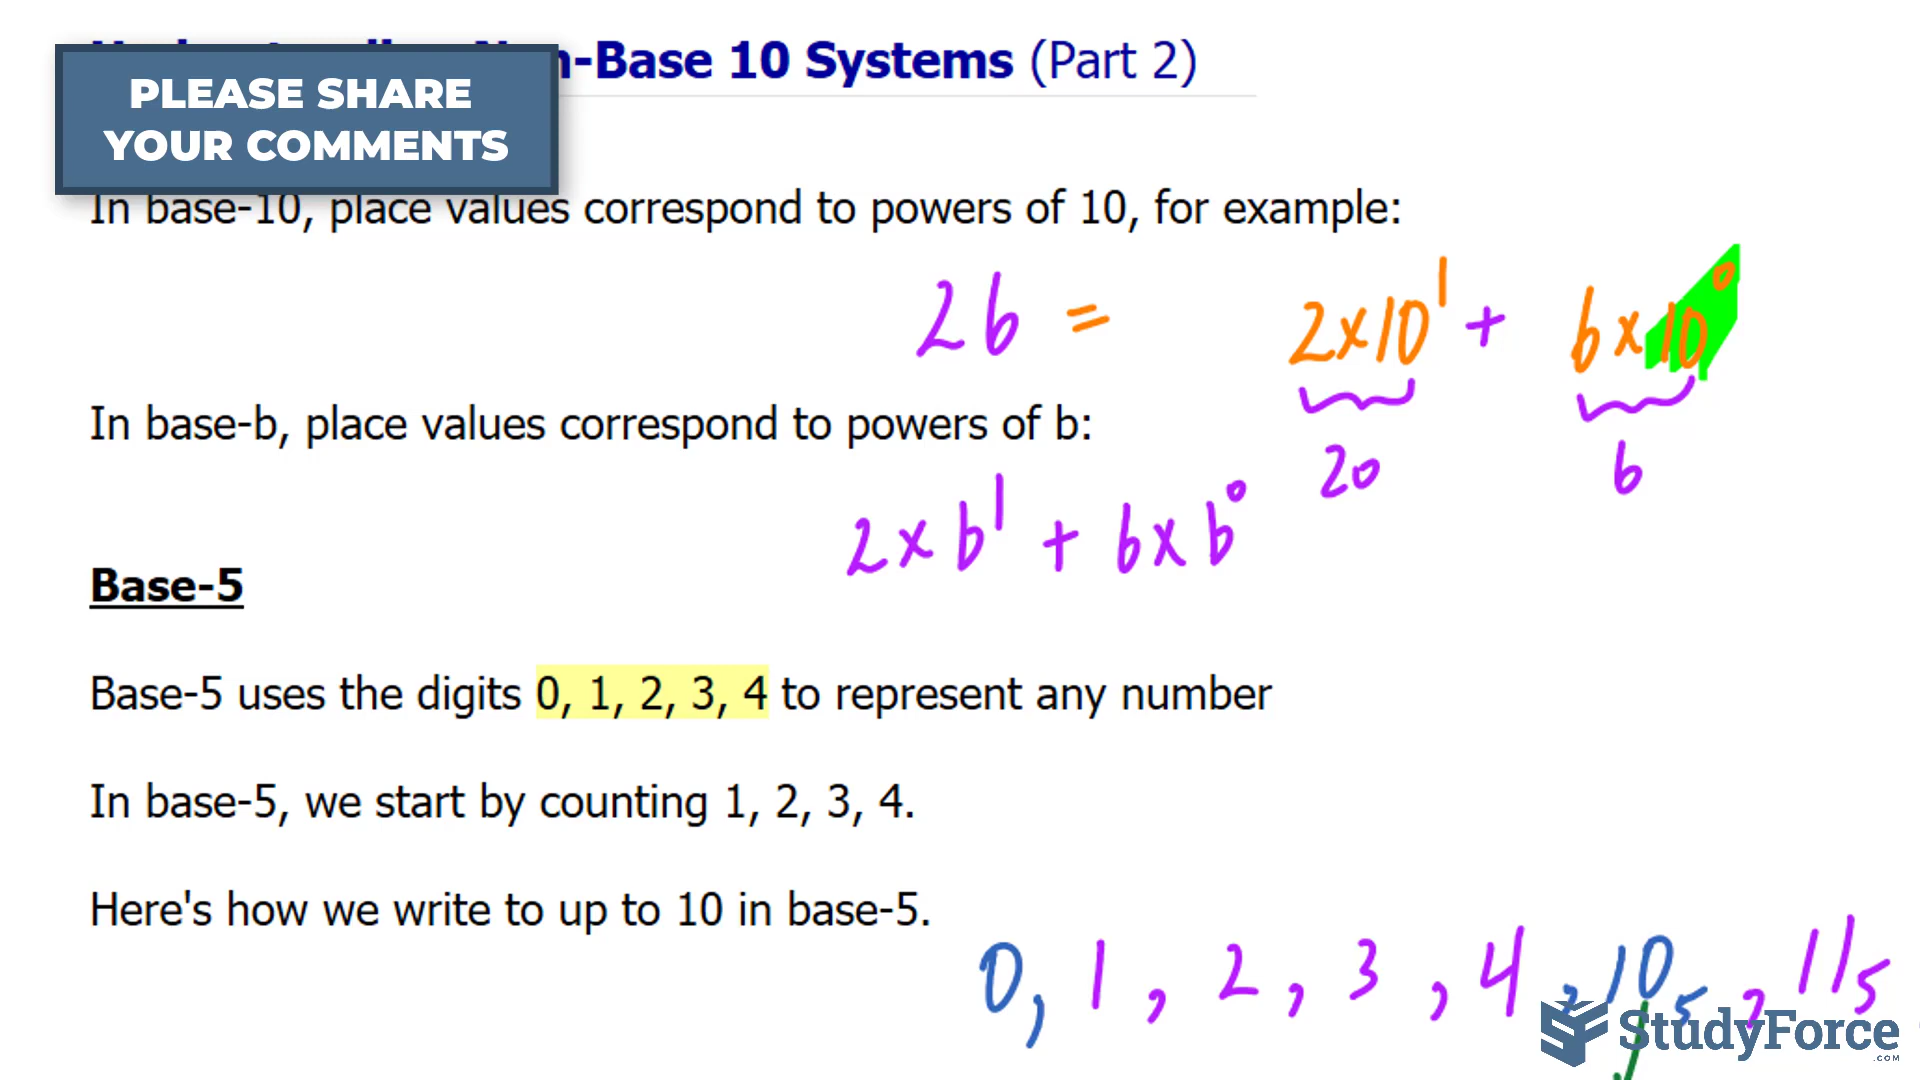 -Base 10 Systems (Part 2)
PLEASE SHARE
YOUR COMMENTS
In base-10, place values correspond to powers of 10, for example:
26 = 2x10¹ + 6x10⁰
20 6
In base-b, place values correspond to powers of b:
2xb¹ + 6xb⁰
Base-5
Base-5 uses the digits 0, 1, 2, 3, 4 to represent any number
In base-5, we start by counting 1, 2, 3, 4.
Here's how we write to up to 10 in base-5.
0, 1, 2, 3, 4, 10₅, 11₅
StudyForce
.COM